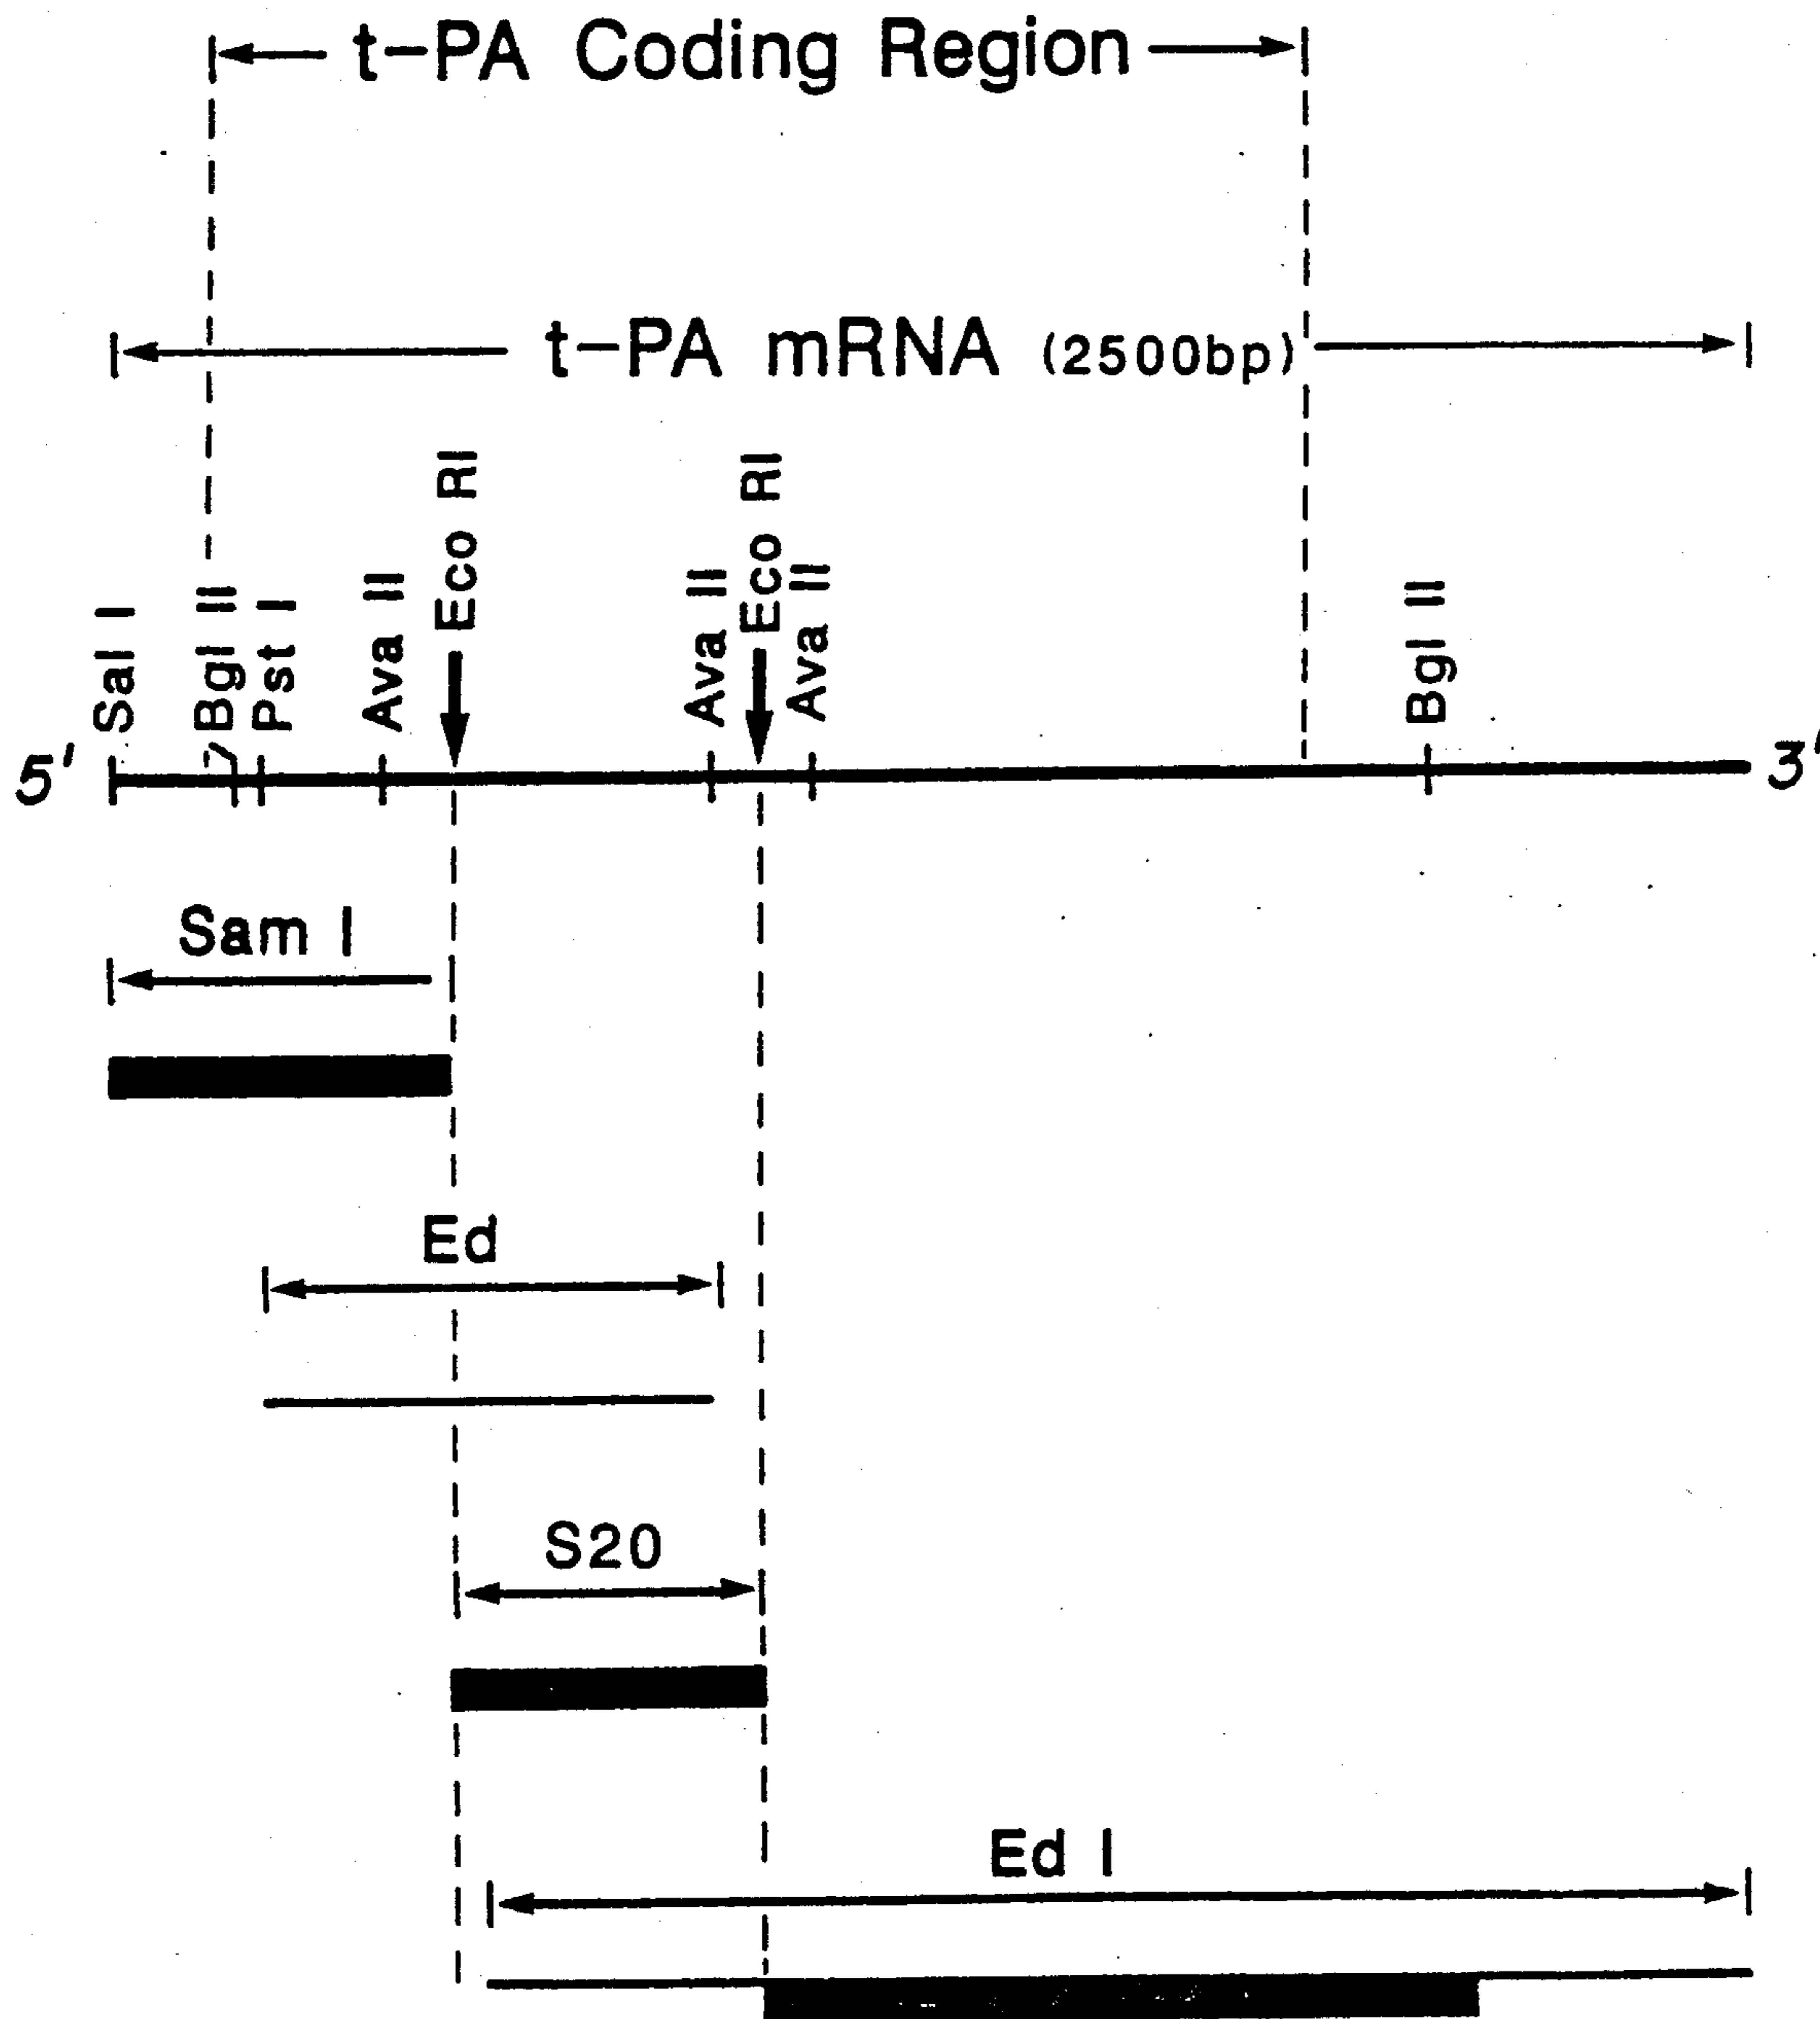 t-PA Coding Region
t-PA mRNA (2500bp)
Sal I
Bgl II
Pst I
Ava II
Eco RI
Ava II
Eco RI
Ava II
Bgl II
5'
3'
Sam I
Ed
S20
Ed I